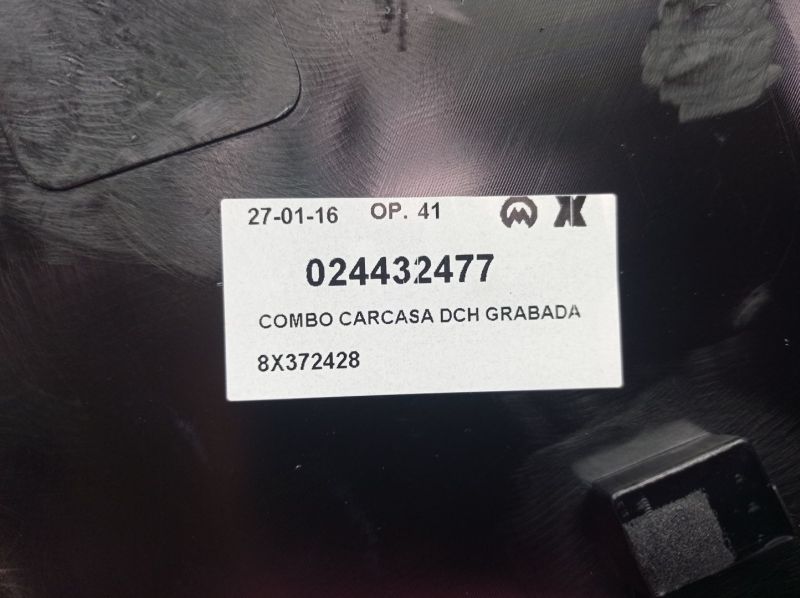 27-01-16 OP. 41
024432477
COMBO CARCASA DCH GRABADA
8X372428